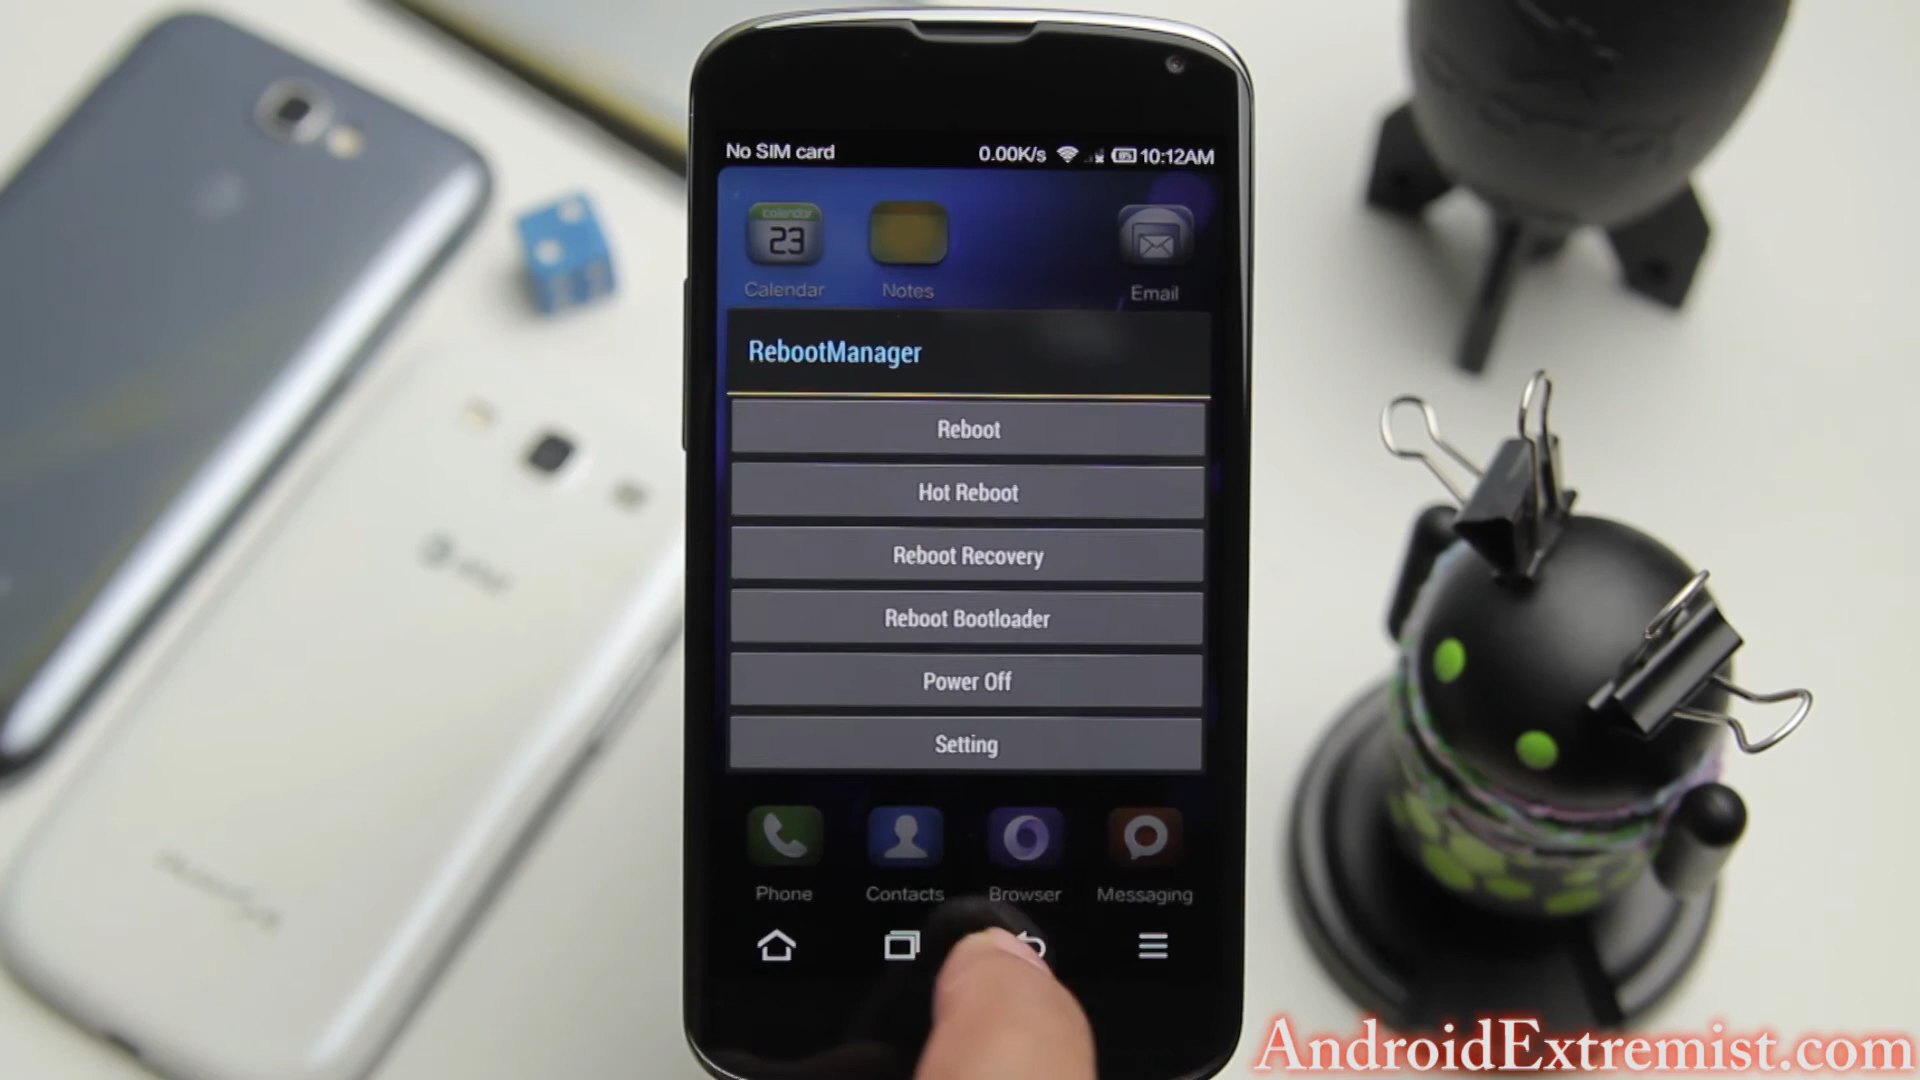 No SIM card 0.00K/s 10:12AM
calendar
23
Calendar Notes Email
RebootManager
Reboot
Hot Reboot
Reboot Recovery
Reboot Bootloader
Power Off
Setting
Phone Contacts Browser Messaging
AndroidExtremist.com